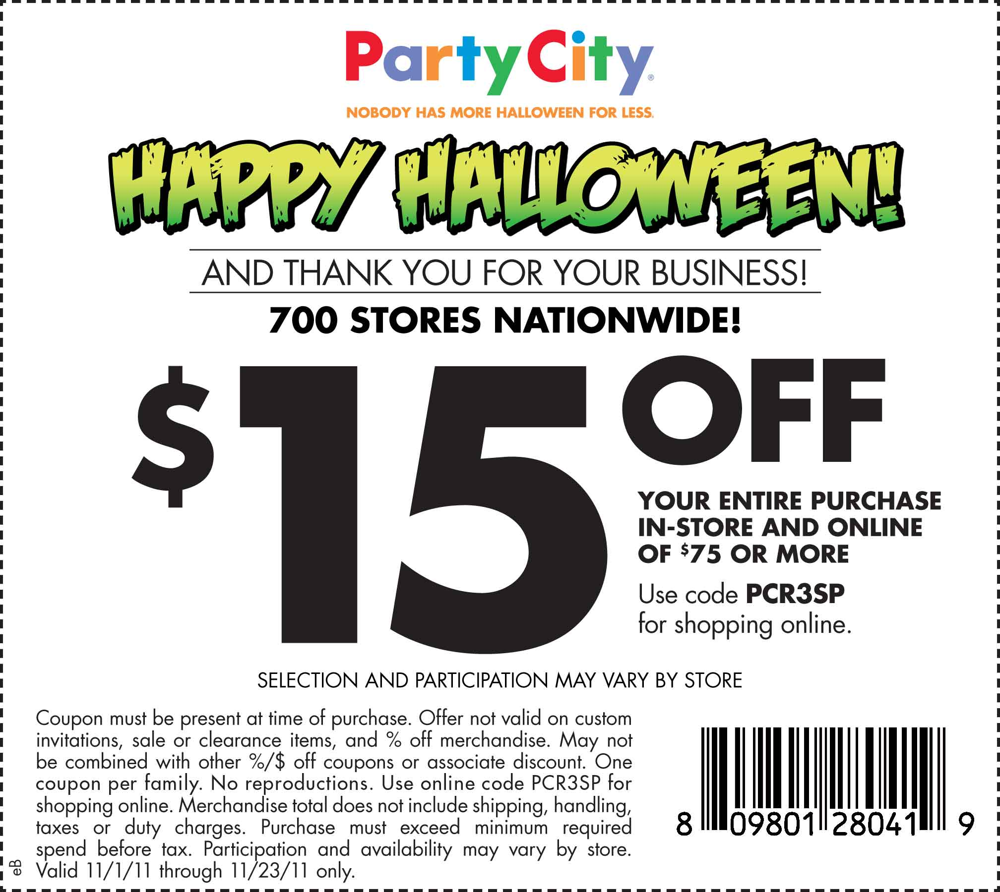 Party City®
NOBODY HAS MORE HALLOWEEN FOR LESS.
HAPPY HALLOWEEN!
AND THANK YOU FOR YOUR BUSINESS!
700 STORES NATIONWIDE!
$15 OFF
YOUR ENTIRE PURCHASE
IN-STORE AND ONLINE
OF $75 OR MORE
Use code PCR3SP
for shopping online.
SELECTION AND PARTICIPATION MAY VARY BY STORE
Coupon must be present at time of purchase. Offer not valid on custom
invitations, sale or clearance items, and % off merchandise. May not
be combined with other %/$ off coupons or associate discount. One
coupon per family. No reproductions. Use online code PCR3SP for
shopping online. Merchandise total does not include shipping, handling,
taxes or duty charges. Purchase must exceed minimum required
spend before tax. Participation and availability may vary by store.
Valid 11/1/11 through 11/23/11 only.
eB
8 09801 28041 9